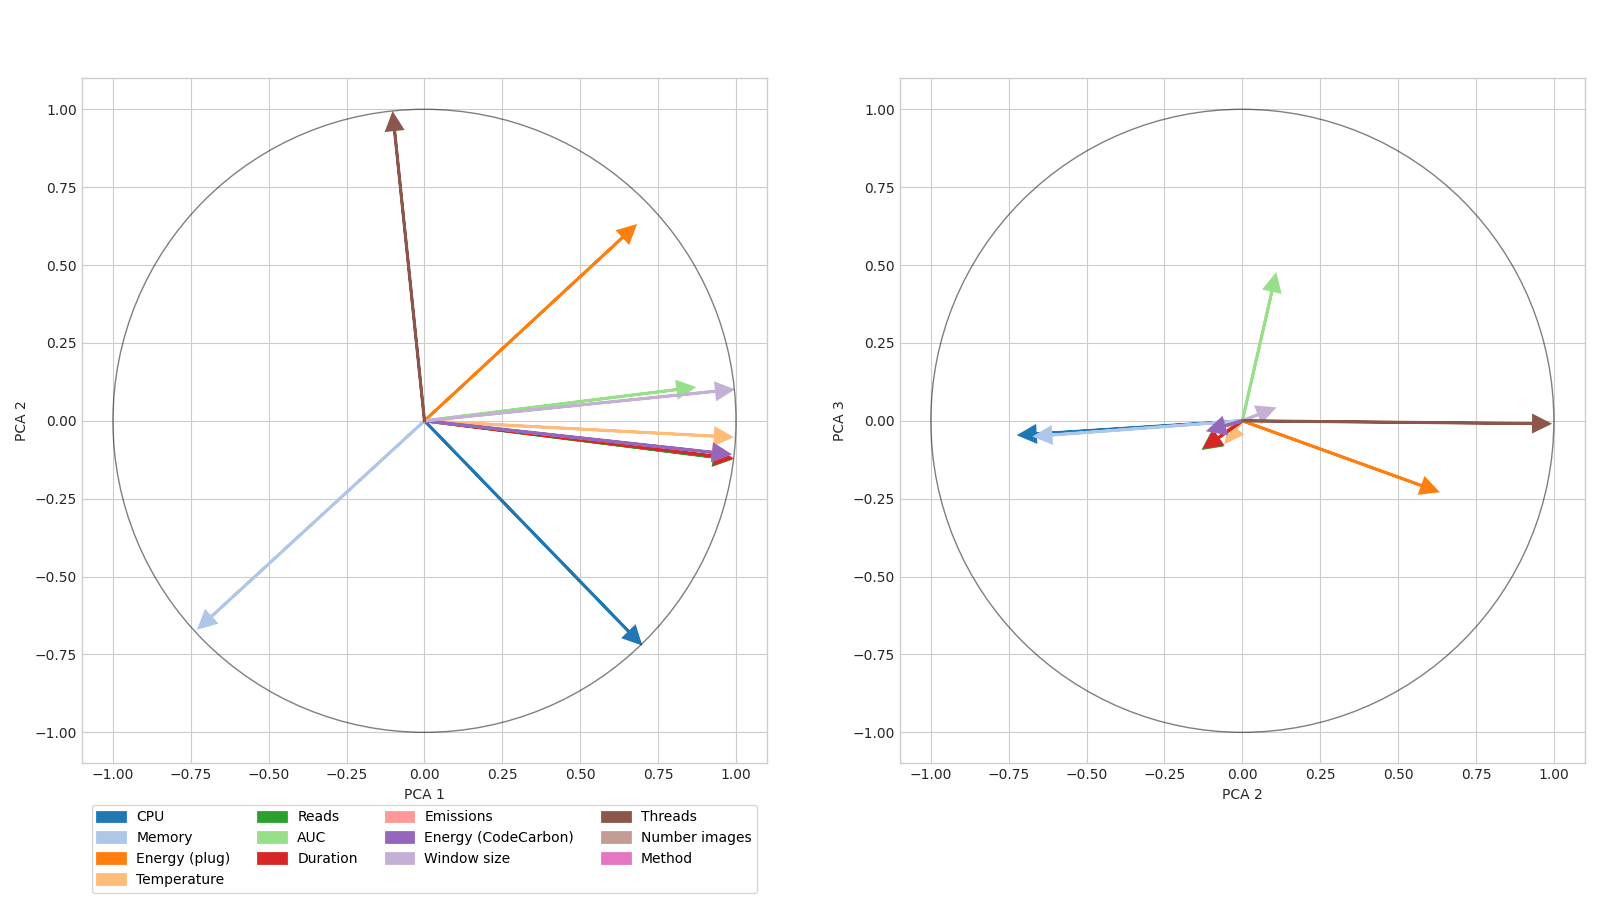 1.00
0.75
0.50
0.25
0.00
−0.25
−0.50
−0.75
−1.00
PCA 2
−1.00 −0.75 −0.50 −0.25 0.00 0.25 0.50 0.75 1.00
PCA 1
1.00
0.75
0.50
0.25
0.00
−0.25
−0.50
−0.75
−1.00
PCA 3
−1.00 −0.75 −0.50 −0.25 0.00 0.25 0.50 0.75 1.00
PCA 2
CPU
Memory
Energy (plug)
Temperature
Reads
AUC
Duration
Emissions
Energy (CodeCarbon)
Window size
Threads
Number images
Method